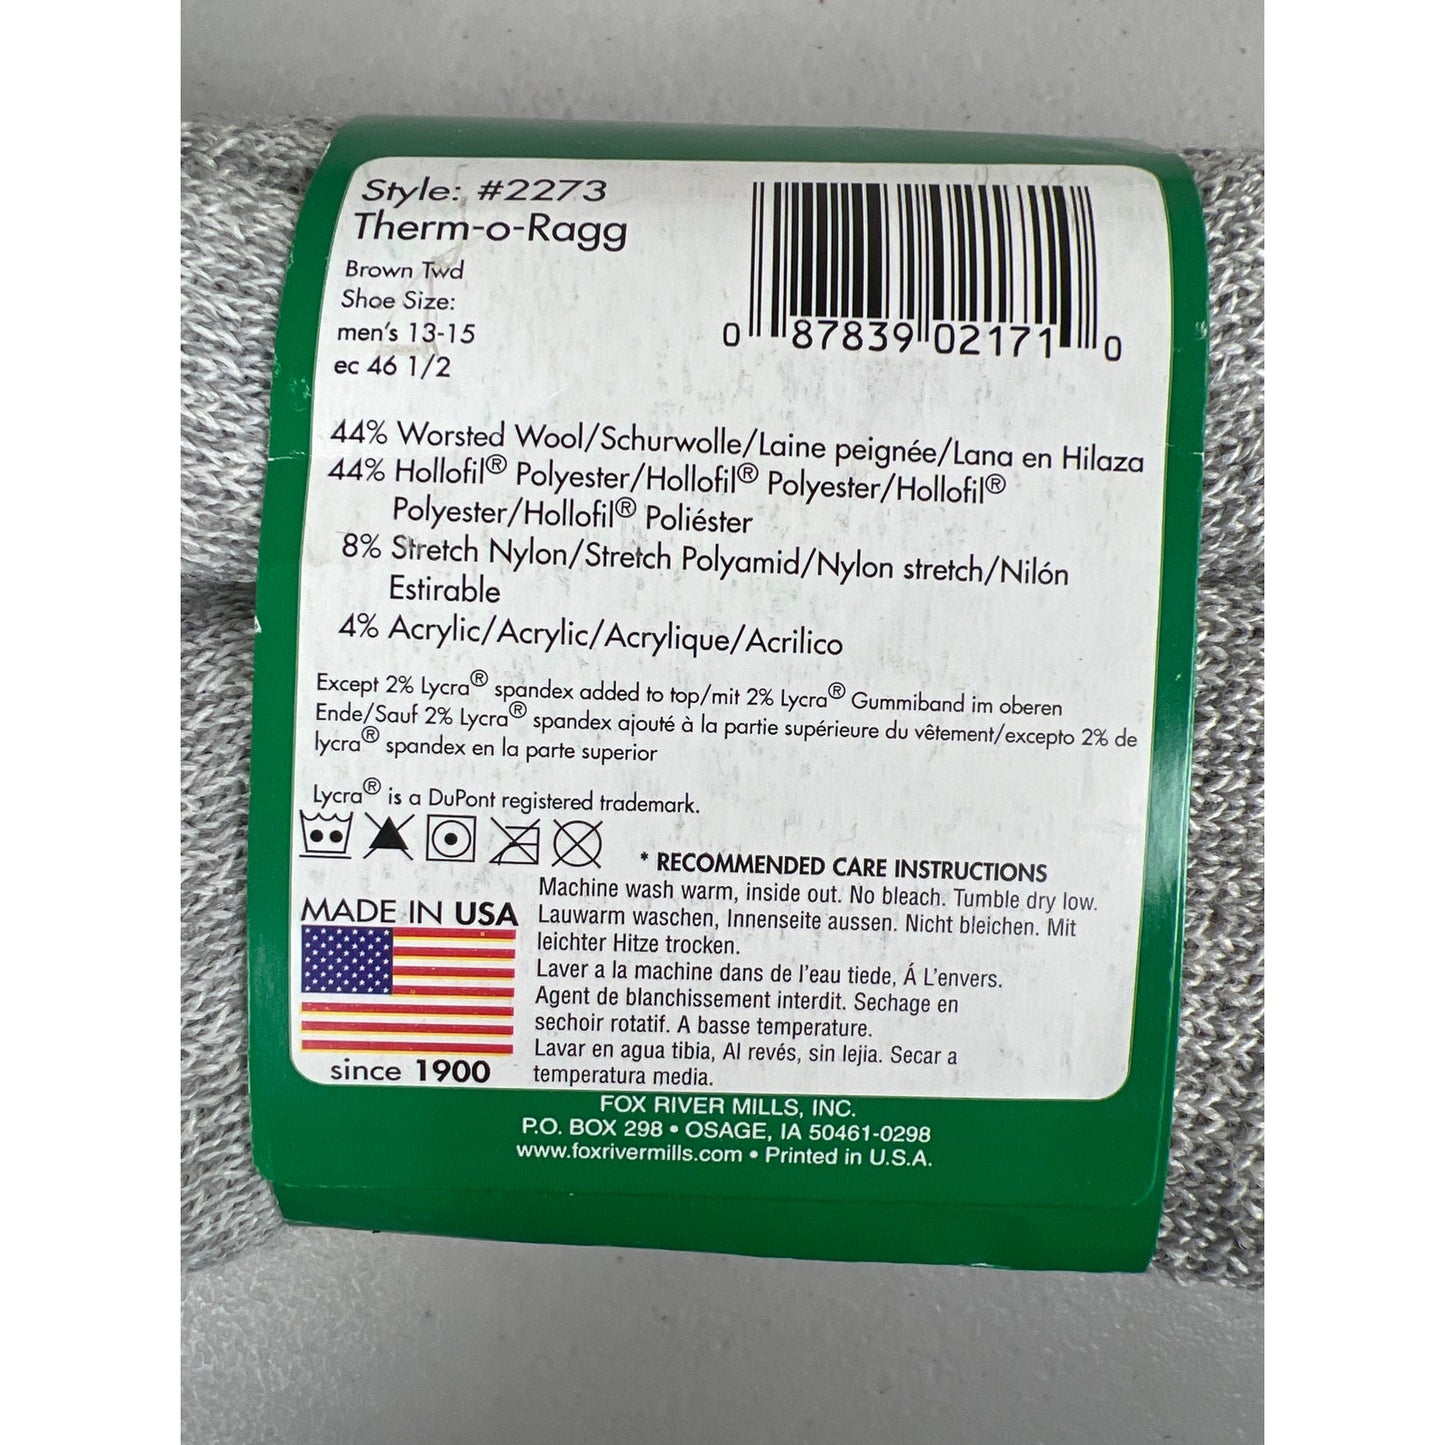 Style: #2273
Therm-o-Ragg
Brown Twd
Shoe Size:
men's 13-15
ec 46 1/2
0 87839 02171 0
44% Worsted Wool/Schurwolle/Laine peignée/Lana en Hilaza
44% Hollofil® Polyester/Hollofil® Polyester/Hollofil®
Polyester/Hollofil® Poliéster
8% Stretch Nylon/Stretch Polyamid/Nylon stretch/Nilón
Estirable
4% Acrylic/Acrylic/Acrylique/Acrilico
Except 2% Lycra® spandex added to top/mit 2% Lycra® Gummiband im oberen
Ende/Sauf 2% Lycra® spandex ajouté à la partie supérieure du vêtement/excepto 2% de
lycra® spandex en la parte superior
Lycra® is a DuPont registered trademark.
* RECOMMENDED CARE INSTRUCTIONS
Machine wash warm, inside out. No bleach. Tumble dry low.
Lauwarm waschen, Innenseite aussen. Nicht bleichen. Mit
leichter Hitze trocken.
Laver a la machine dans de l'eau tiede, Á L'envers.
Agent de blanchissement interdit. Sechage en
sechoir rotatif. A basse temperature.
Lavar en agua tibia, Al revés, sin lejia. Secar a
temperatura media.
MADE IN USA
since 1900
FOX RIVER MILLS, INC.
P.O. BOX 298 • OSAGE, IA 50461-0298
www.foxrivermills.com • Printed in U.S.A.